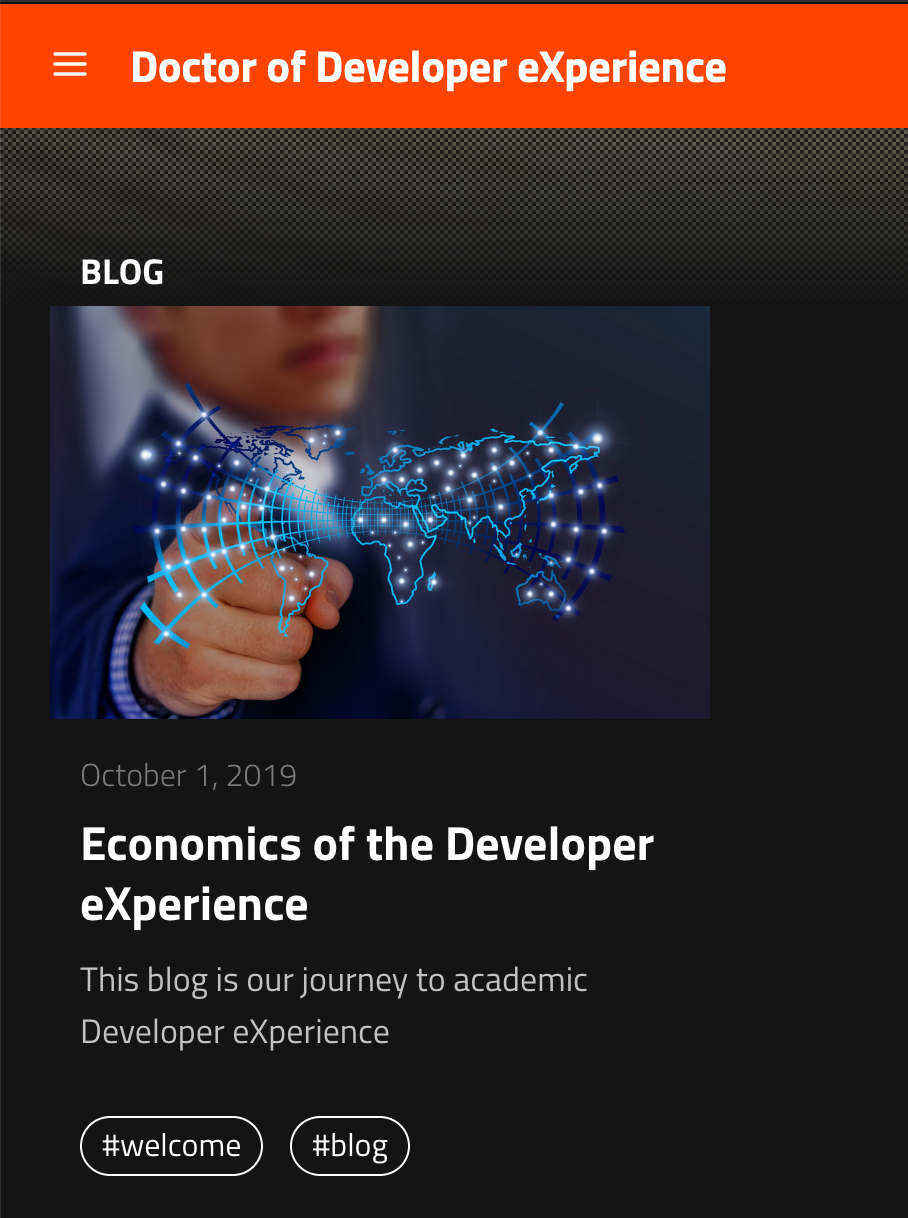 Doctor of Developer eXperience
BLOG
October 1, 2019
Economics of the Developer
eXperience
This blog is our journey to academic
Developer eXperience
#welcome #blog